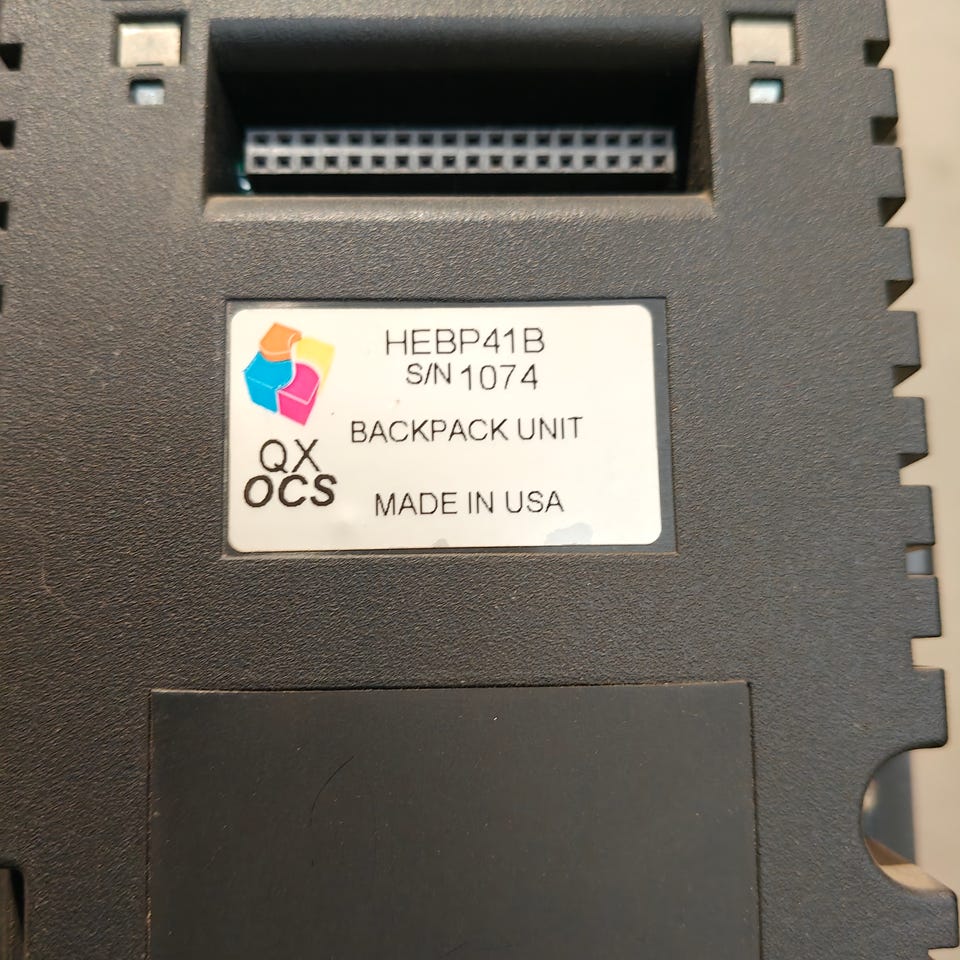 HEBP41B
S/N 1074
BACKPACK UNIT
QX
OCS
MADE IN USA